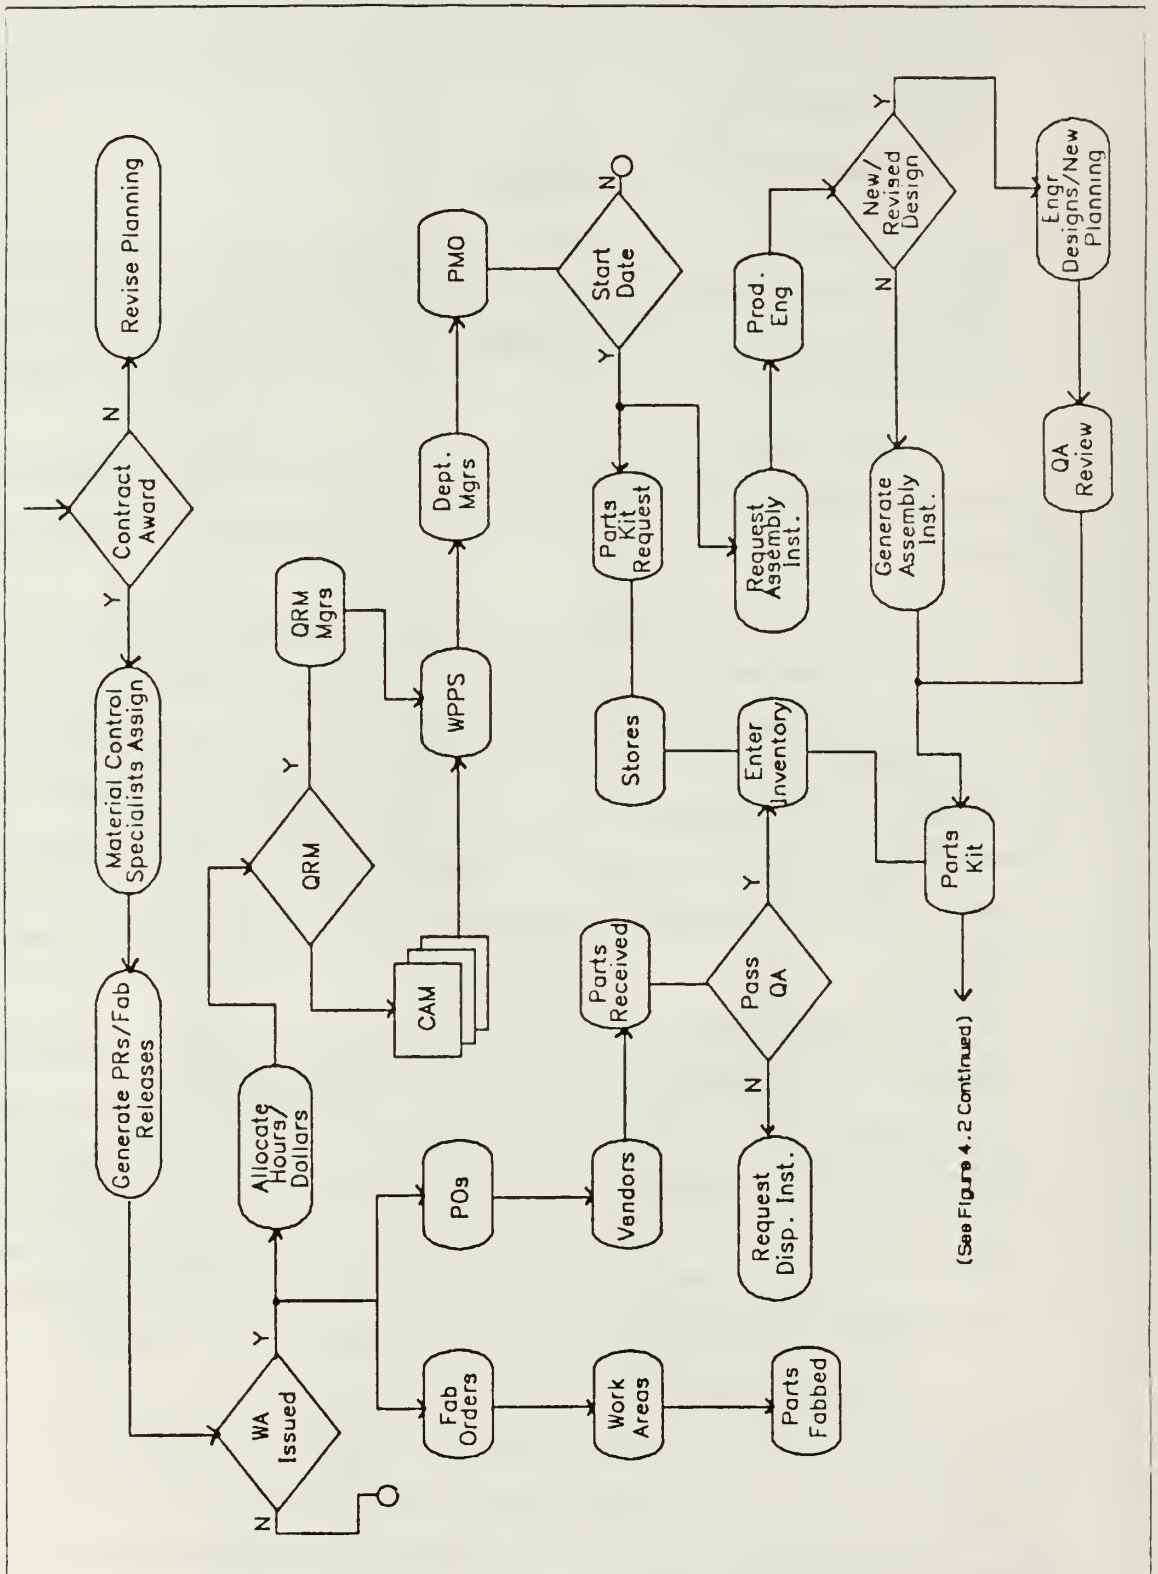 Generate PRs/Fab
Releases
Material Control
Specialists Assign
Y
Contract
Award
N
Revise Planning
N
WA
Issued
Y
Allocate
Hours/
Dollars
QRM
Y
QRM
Mgrs
Fab
Orders
POs
CAM
WPPS
Dept.
Mgrs
PMO
Work
Areas
Vandors
Parts
Received
Stores
Parts
Kit
Request
Y
Start
Date
N
Parts
Fabbed
Request
Disp. Inst.
N
Pass
QA
Y
Enter
Inventory
Request
Assembly
Inst.
Prod.
Eng
Generate
Assembly
Inst.
N
New/
Revised
Design
Y
(See Figure 4.2 Continued)
Parts
Kit
QA
Review
Engr
Designs/New
Planning